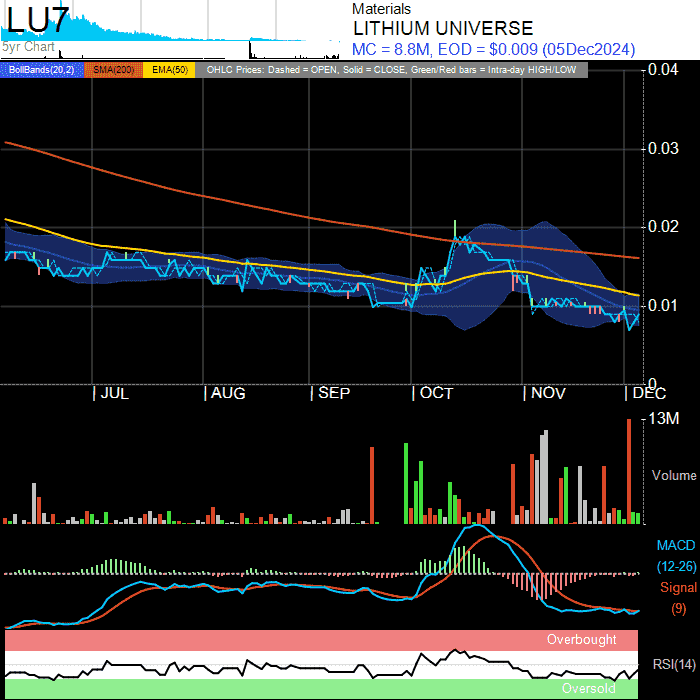 LU7
5yr Chart
Materials
LITHIUM UNIVERSE
MC = 8.8M, EOD = $0.009 (05Dec2024)
BollBands(20,2) SMA(200) EMA(50) OHLC Prices: Dashed = OPEN, Solid = CLOSE, Green/Red bars = Intra-day HIGH/LOW
0.04
0.03
0.02
0.01
0
JUL AUG SEP OCT NOV DEC
13M
Volume
MACD
(12-26)
Signal
(9)
Overbought
RSI(14)
Oversold